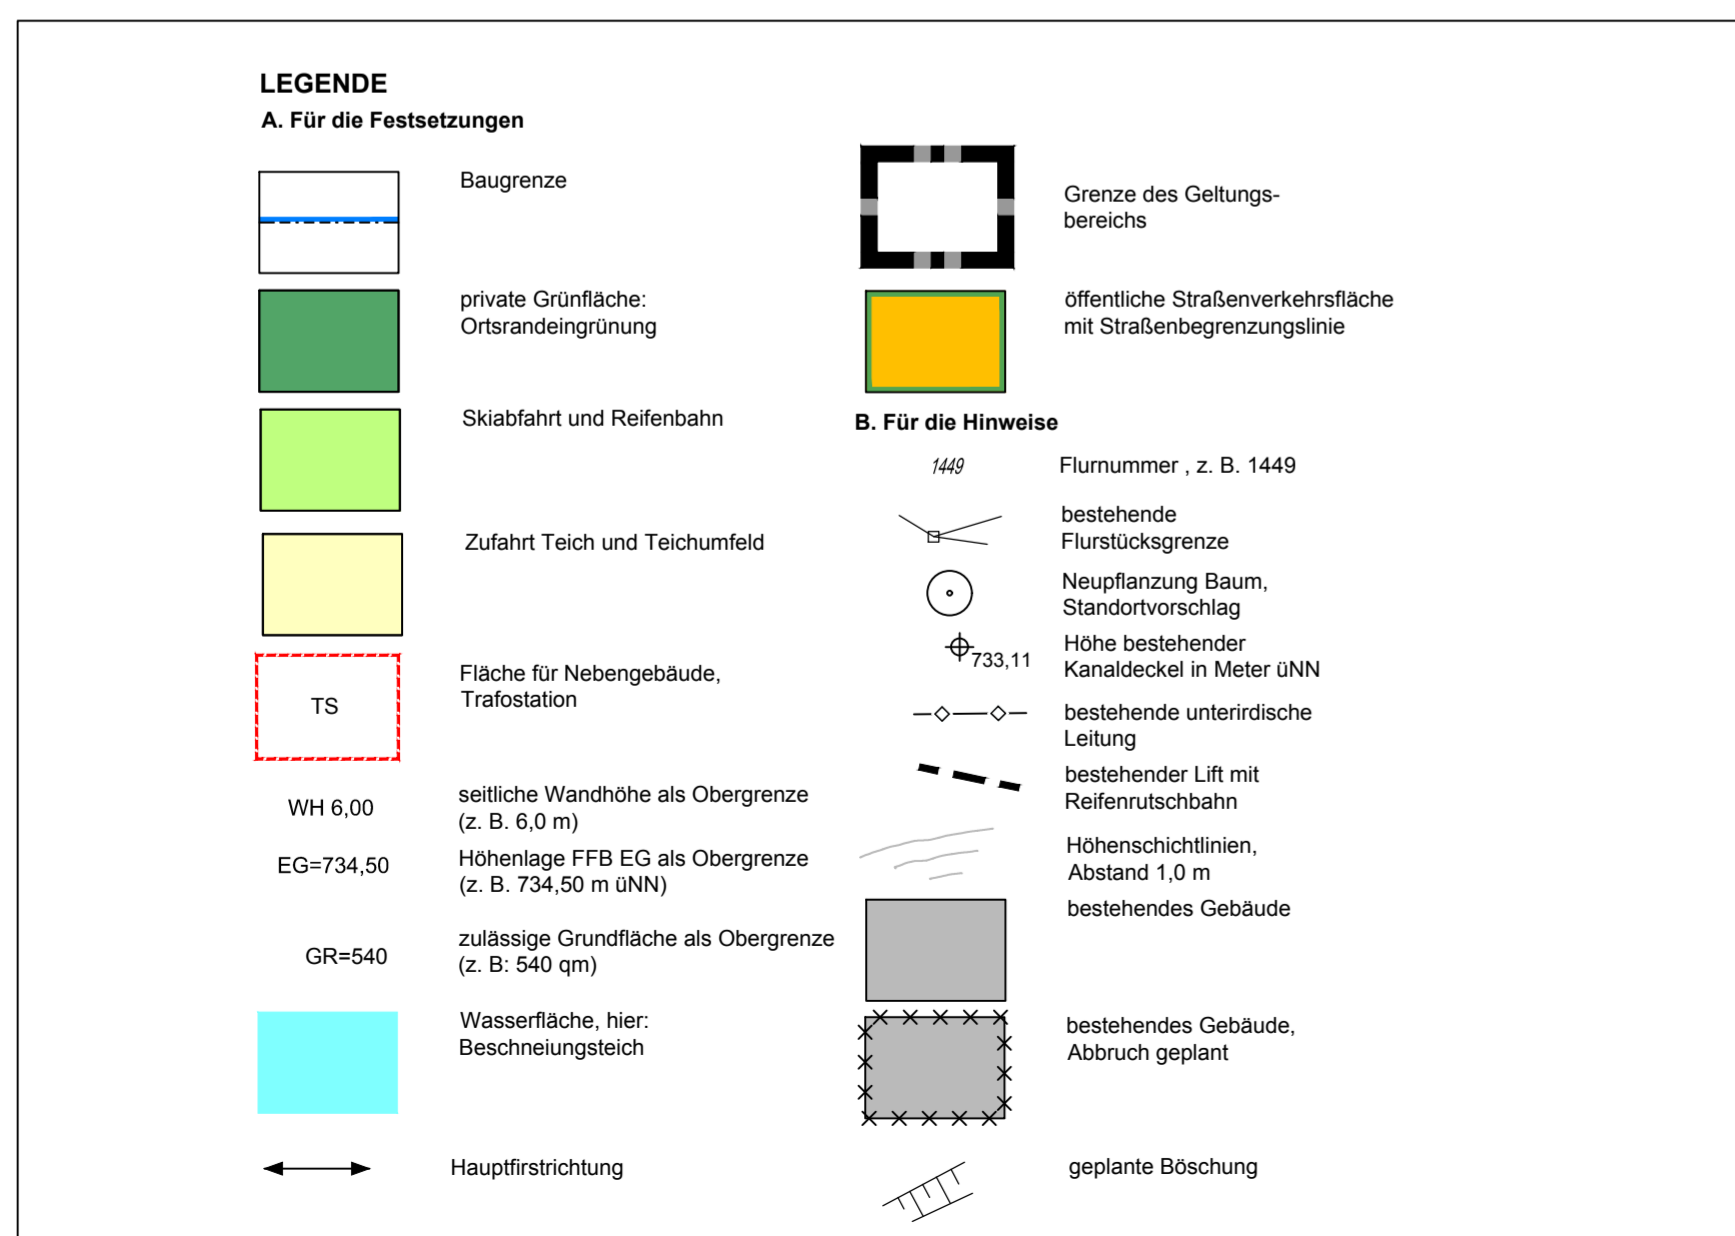 LEGENDE
A. Für die Festsetzungen
Baugrenze
private Grünfläche:
Ortsrandeingrünung
Skiabfahrt und Reifenbahn
Zufahrt Teich und Teichumfeld
TS
Fläche für Nebengebäude,
Trafostation
WH 6,00
seitliche Wandhöhe als Obergrenze
(z. B. 6,0 m)
EG=734,50
Höhenlage FFB EG als Obergrenze
(z. B. 734,50 m üNN)
GR=540
zulässige Grundfläche als Obergrenze
(z. B: 540 qm)
Wasserfläche, hier:
Beschneiungsteich
Hauptfirstrichtung
Grenze des Geltungs-
bereichs
öffentliche Straßenverkehrsfläche
mit Straßenbegrenzungslinie
B. Für die Hinweise
1449
Flurnummer , z. B. 1449
bestehende
Flurstücksgrenze
Neupflanzung Baum,
Standortvorschlag
733,11
Höhe bestehender
Kanaldeckel in Meter üNN
bestehende unterirdische
Leitung
bestehender Lift mit
Reifenrutschbahn
Höhenschichtlinien,
Abstand 1,0 m
bestehendes Gebäude
bestehendes Gebäude,
Abbruch geplant
geplante Böschung